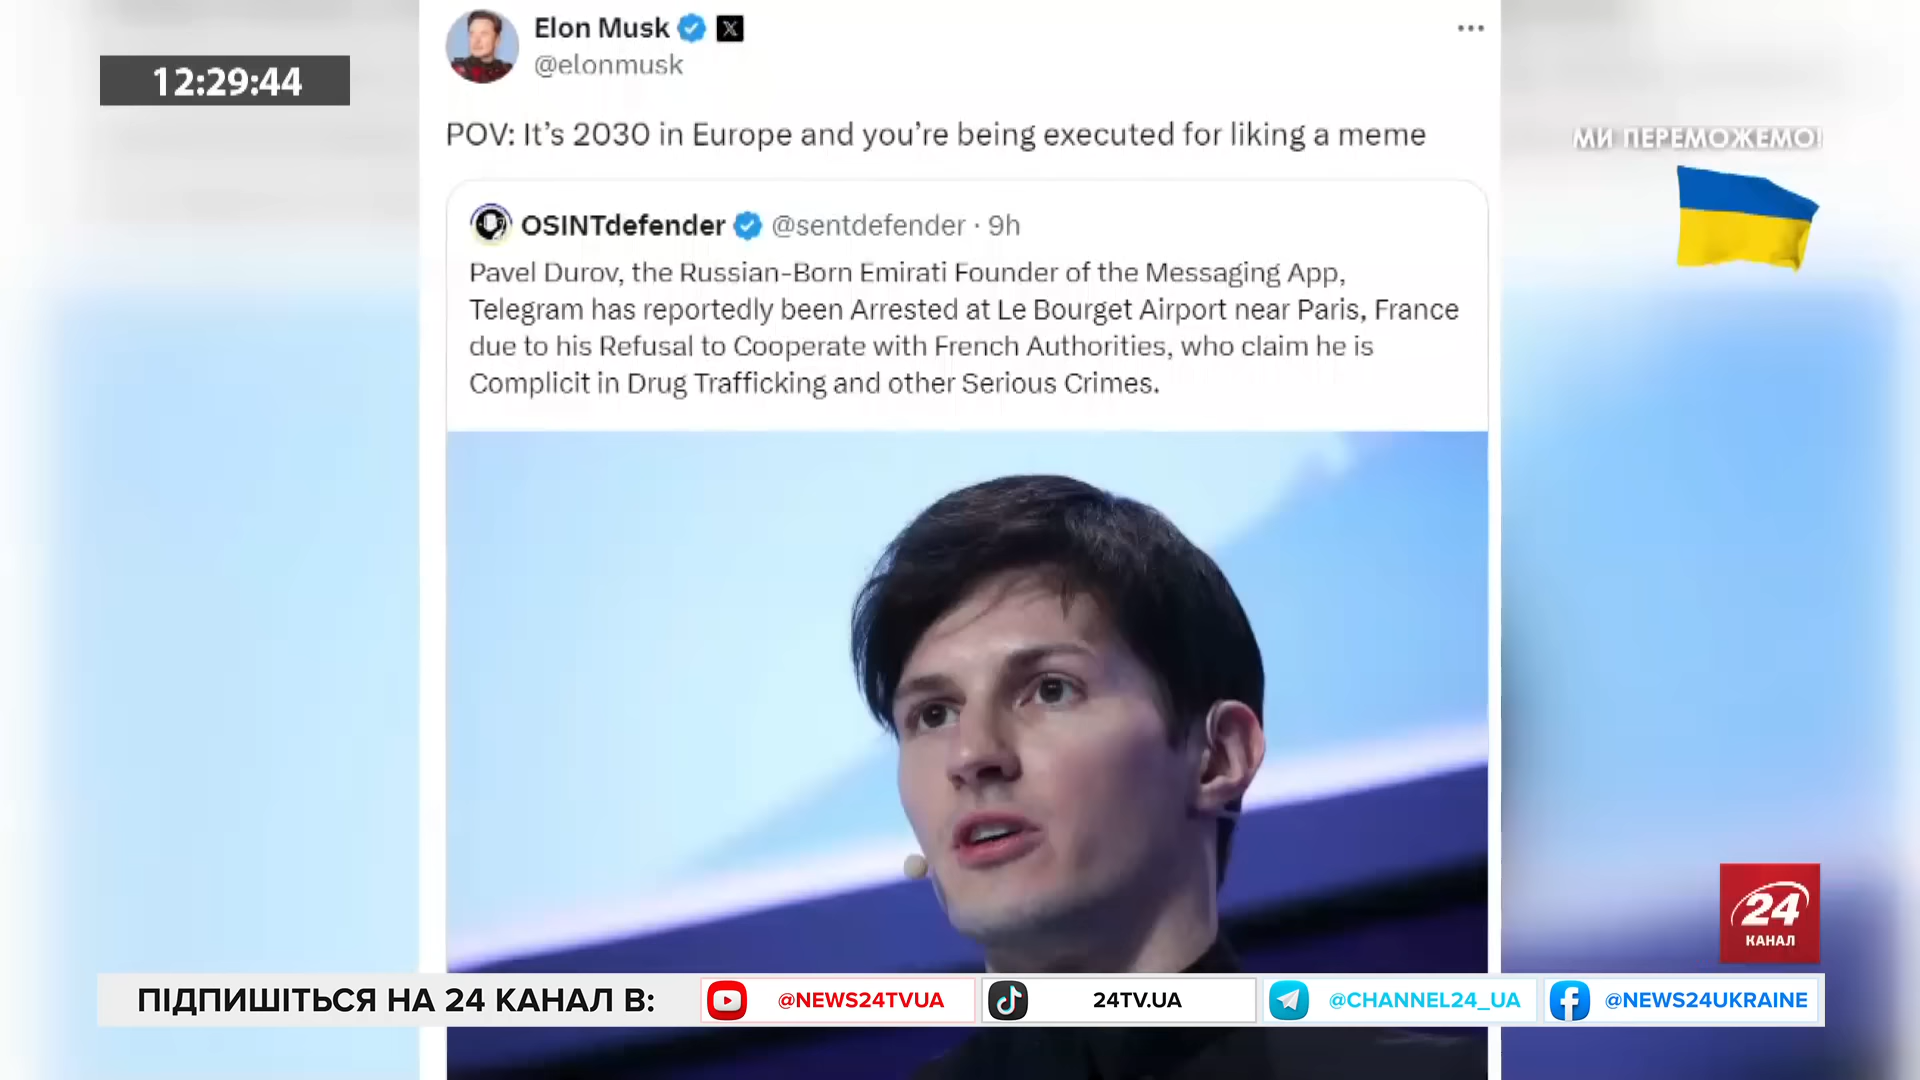 12:29:44
Elon Musk
@elonmusk
POV: It’s 2030 in Europe and you’re being executed for liking a meme
OSINTdefender @sentdefender · 9h
Pavel Durov, the Russian-Born Emirati Founder of the Messaging App,
Telegram has reportedly been Arrested at Le Bourget Airport near Paris, France
due to his Refusal to Cooperate with French Authorities, who claim he is
Complicit in Drug Trafficking and other Serious Crimes.
МИ ПЕРЕМОЖЕМО!
24
КАНАЛ
ПІДПИШІТЬСЯ НА 24 КАНАЛ В: @NEWS24TVUA 24TV.UA @CHANNEL24_UA @NEWS24UKRAINE